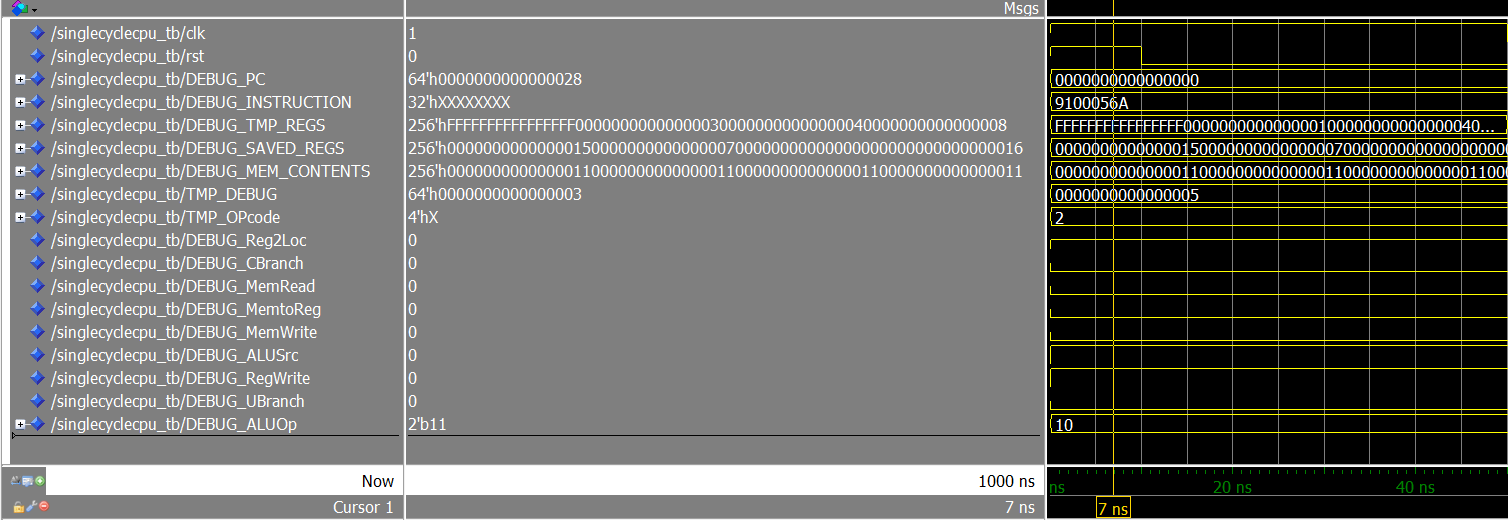 Msgs
/singlecyclecpu_tb/clk 1
/singlecyclecpu_tb/rst 0
/singlecyclecpu_tb/DEBUG_PC 64'h0000000000000028 0000000000000000
/singlecyclecpu_tb/DEBUG_INSTRUCTION 32'hXXXXXXXX 9100056A
/singlecyclecpu_tb/DEBUG_TMP_REGS 256'hFFFFFFFFFFFFFFFF000000000000000300000000000000040000000000000008 FFFFFFFFFFFFFFFF0000000000000001000000000000000040...
/singlecyclecpu_tb/DEBUG_SAVED_REGS 256'h0000000000000015000000000000000700000000000000000000000000000016 000000000000001500000000000000070000000000000000
/singlecyclecpu_tb/DEBUG_MEM_CONTENTS 256'h0000000000000011000000000000001100000000000000110000000000000011 000000000000001100000000000000110000000000000011000
/singlecyclecpu_tb/TMP_DEBUG 64'h0000000000000003 0000000000000005
/singlecyclecpu_tb/TMP_OPcode 4'hX 2
/singlecyclecpu_tb/DEBUG_Reg2Loc 0
/singlecyclecpu_tb/DEBUG_CBranch 0
/singlecyclecpu_tb/DEBUG_MemRead 0
/singlecyclecpu_tb/DEBUG_MemtoReg 0
/singlecyclecpu_tb/DEBUG_MemWrite 0
/singlecyclecpu_tb/DEBUG_ALUSrc 0
/singlecyclecpu_tb/DEBUG_RegWrite 0
/singlecyclecpu_tb/DEBUG_UBranch 0
/singlecyclecpu_tb/DEBUG_ALUOp 2'b11 10
Now 1000 ns ns 20 ns 40 ns
Cursor 1 7 ns 7 ns